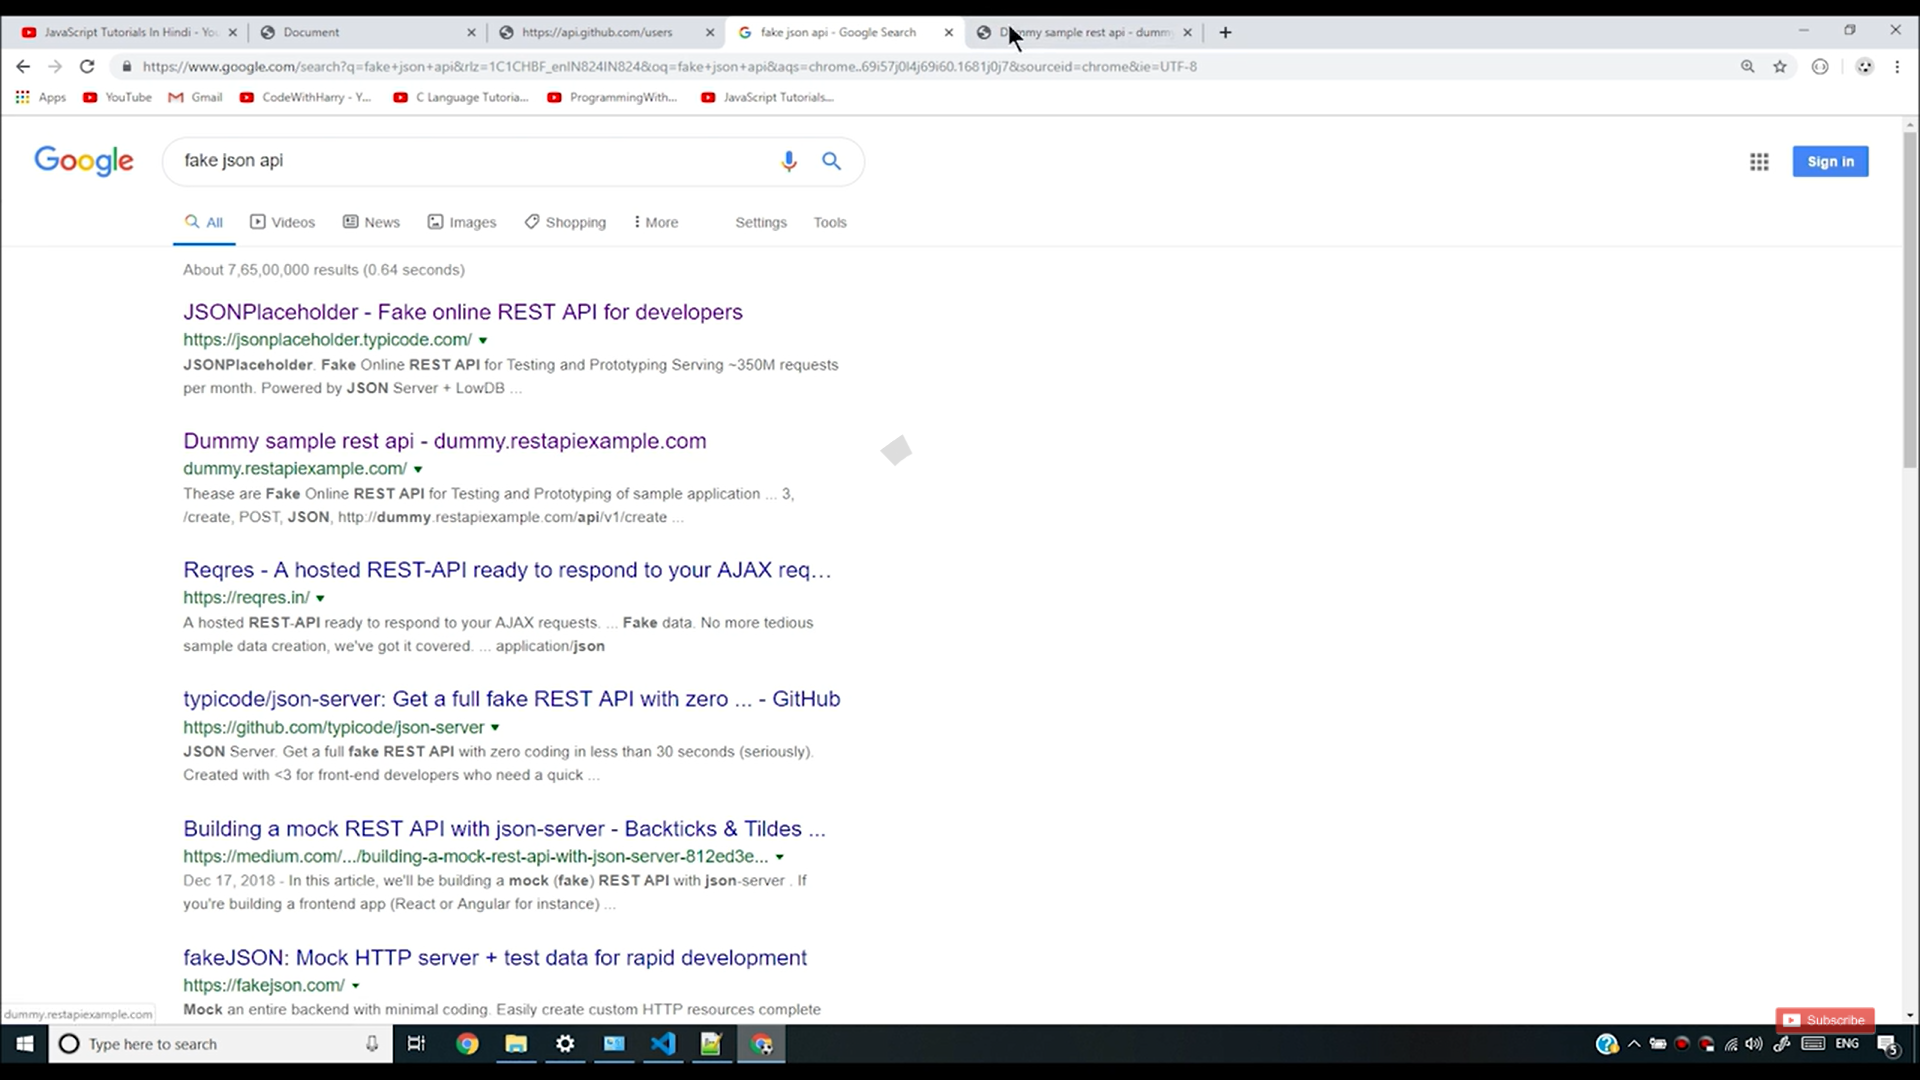 JavaScript Tutorials In Hindi - Yo
Document
https://api.github.com/users
fake json api - Google Search
Dummy sample rest api - dumm
https://www.google.com/search?q=fake+json+api&rlz=1C1CHBF_enIN824IN824&oq=fake+json+api&aqs=chrome..69i57j0l4j69i60.1681j0j7&sourceid=chrome&ie=UTF-8
Apps
YouTube
Gmail
CodeWithHarry - Y...
C Language Tutoria...
ProgrammingWith...
JavaScript Tutorials...
Google
fake json api
Sign in
All
Videos
News
Images
Shopping
More
Settings
Tools
About 7,65,00,000 results (0.64 seconds)
JSONPlaceholder - Fake online REST API for developers
https://jsonplaceholder.typicode.com/
JSONPlaceholder. Fake Online REST API for Testing and Prototyping Serving ~350M requests
per month. Powered by JSON Server + LowDB ...
Dummy sample rest api - dummy.restapiexample.com
dummy.restapiexample.com/
Thease are Fake Online REST API for Testing and Prototyping of sample application ... 3,
/create, POST, JSON, http://dummy.restapiexample.com/api/v1/create ...
Reqres - A hosted REST-API ready to respond to your AJAX req...
https://reqres.in/
A hosted REST-API ready to respond to your AJAX requests. ... Fake data. No more tedious
sample data creation, we've got it covered. ... application/json
typicode/json-server: Get a full fake REST API with zero ... - GitHub
https://github.com/typicode/json-server
JSON Server. Get a full fake REST API with zero coding in less than 30 seconds (seriously).
Created with <3 for front-end developers who need a quick ...
Building a mock REST API with json-server - Backticks & Tildes ...
https://medium.com/.../building-a-mock-rest-api-with-json-server-812ed3e...
Dec 17, 2018 - In this article, we'll be building a mock (fake) REST API with json-server . If
you're building a frontend app (React or Angular for instance) ...
fakeJSON: Mock HTTP server + test data for rapid development
https://fakejson.com/
Mock an entire backend with minimal coding. Easily create custom HTTP resources complete
dummy.restapiexample.com
Subscribe
Type here to search
ENG
5